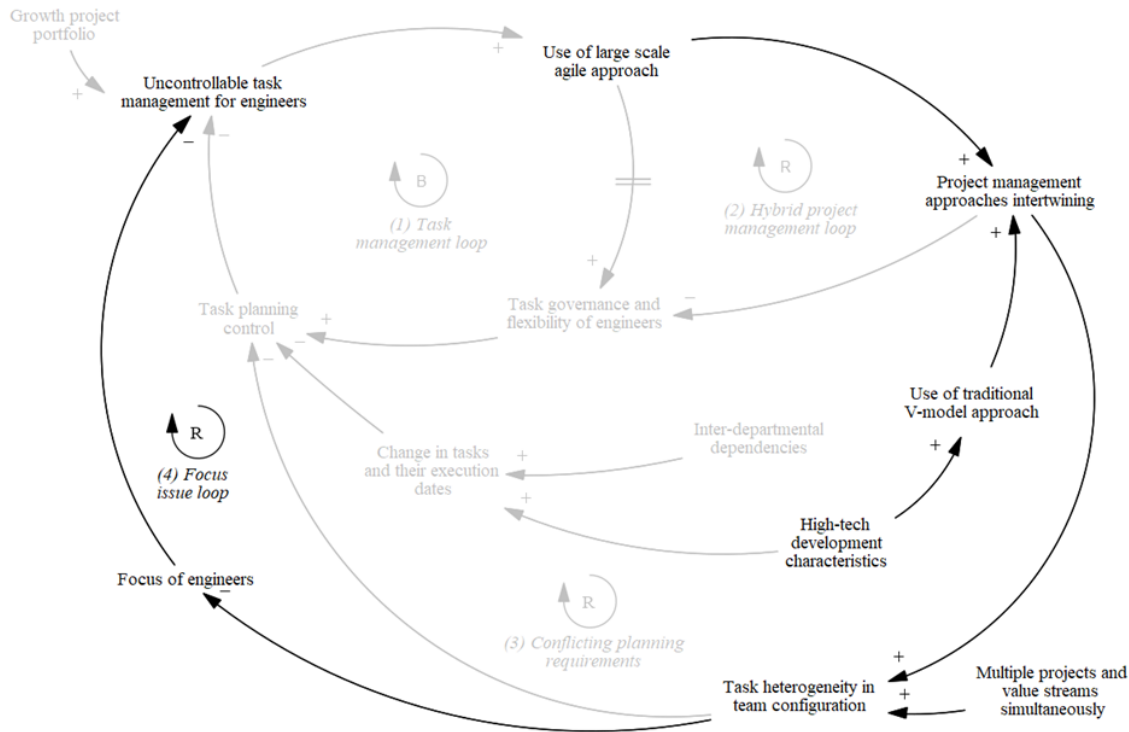 Growth project
portfolio
+
Uncontrollable task
management for engineers
−
−
+
Use of large scale
agile approach
+
Project management
approaches intertwining
+
B
(1) Task
management loop
R
(2) Hybrid project
management loop
+
−
Task governance and
flexibility of engineers
Task planning
control
+
−
−
Use of traditional
V-model approach
+
R
(4) Focus
issue loop
Change in tasks
and their execution
dates
+
+
Inter-departmental
dependencies
High-tech
development
characteristics
Focus of engineers
−
R
(3) Conflicting planning
requirements
+
+
Task heterogeneity in
team configuration
Multiple projects and
value streams
simultaneously